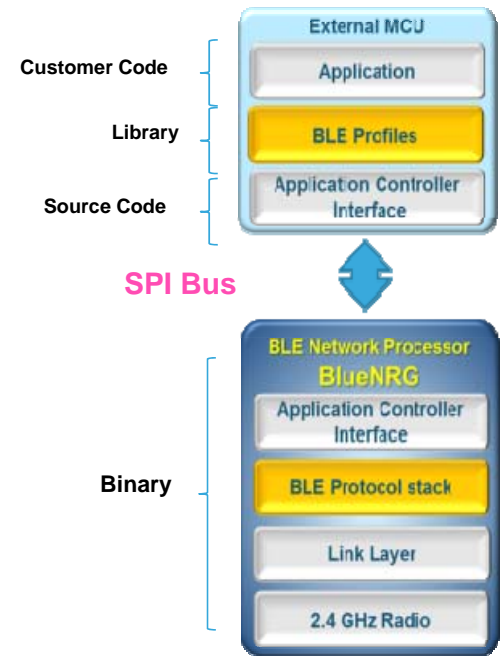 External MCU
Customer Code
Application
Library
BLE Profiles
Source Code
Application Controller
Interface
SPI Bus
BLE Network Processor
BlueNRG
Application Controller
Interface
Binary
BLE Protocol stack
Link Layer
2.4 GHz Radio